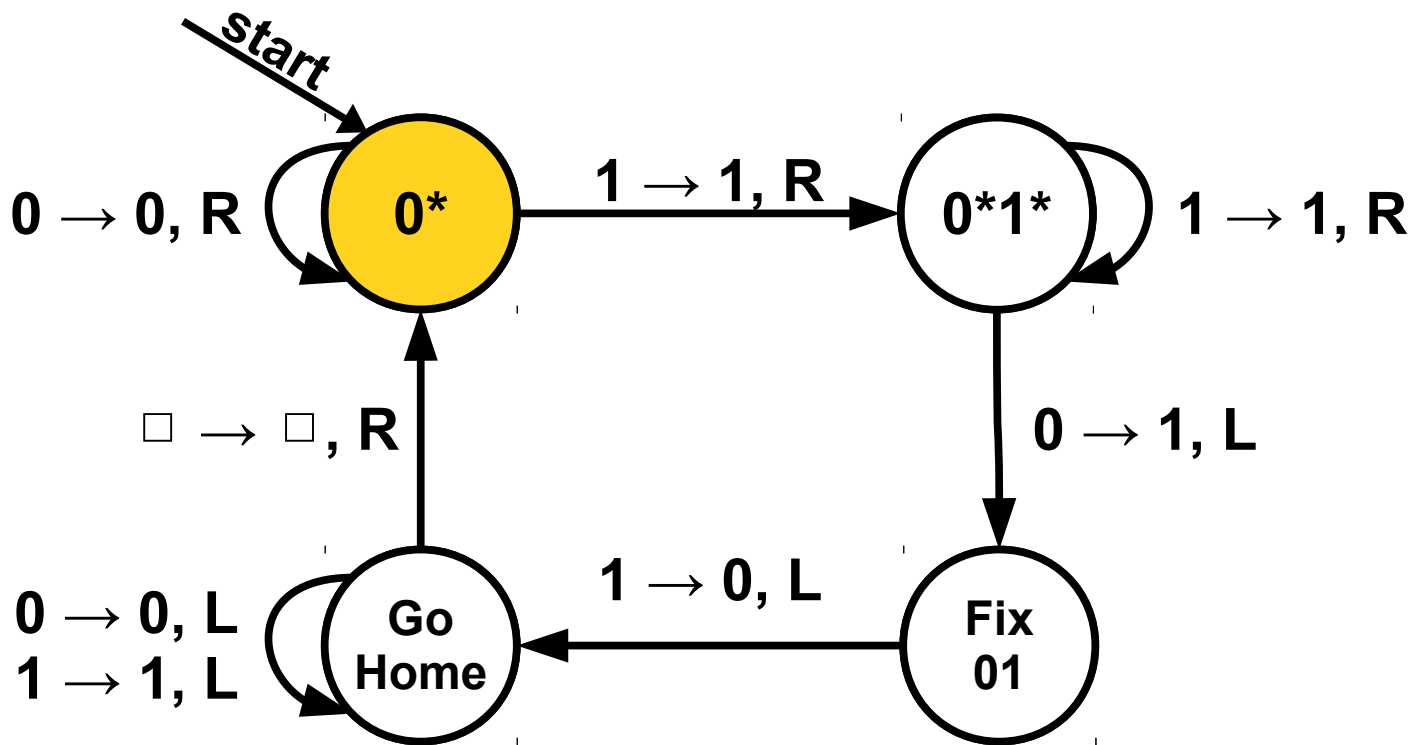 start
0 → 0, R
0*
1 → 1, R
0*1*
1 → 1, R
□ → □, R
0 → 1, L
0 → 0, L
1 → 1, L
Go
Home
1 → 0, L
Fix
01